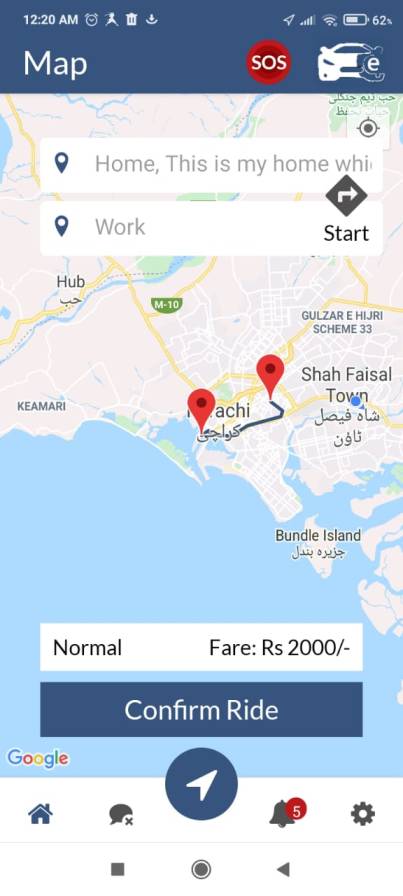 12:20 AM
62%
Map
SOS
e
Home, This is my home whi
Work
Start
Hub
حب
M-10
GULZAR E HIJRI
SCHEME 33
Shah Faisal
Town
شاہ فیصل
ٹاؤن
KEAMARI
Karachi
کراچی
Bundle Island
جزیرہ بندل
Normal
Fare: Rs 2000/-
Confirm Ride
Google
5